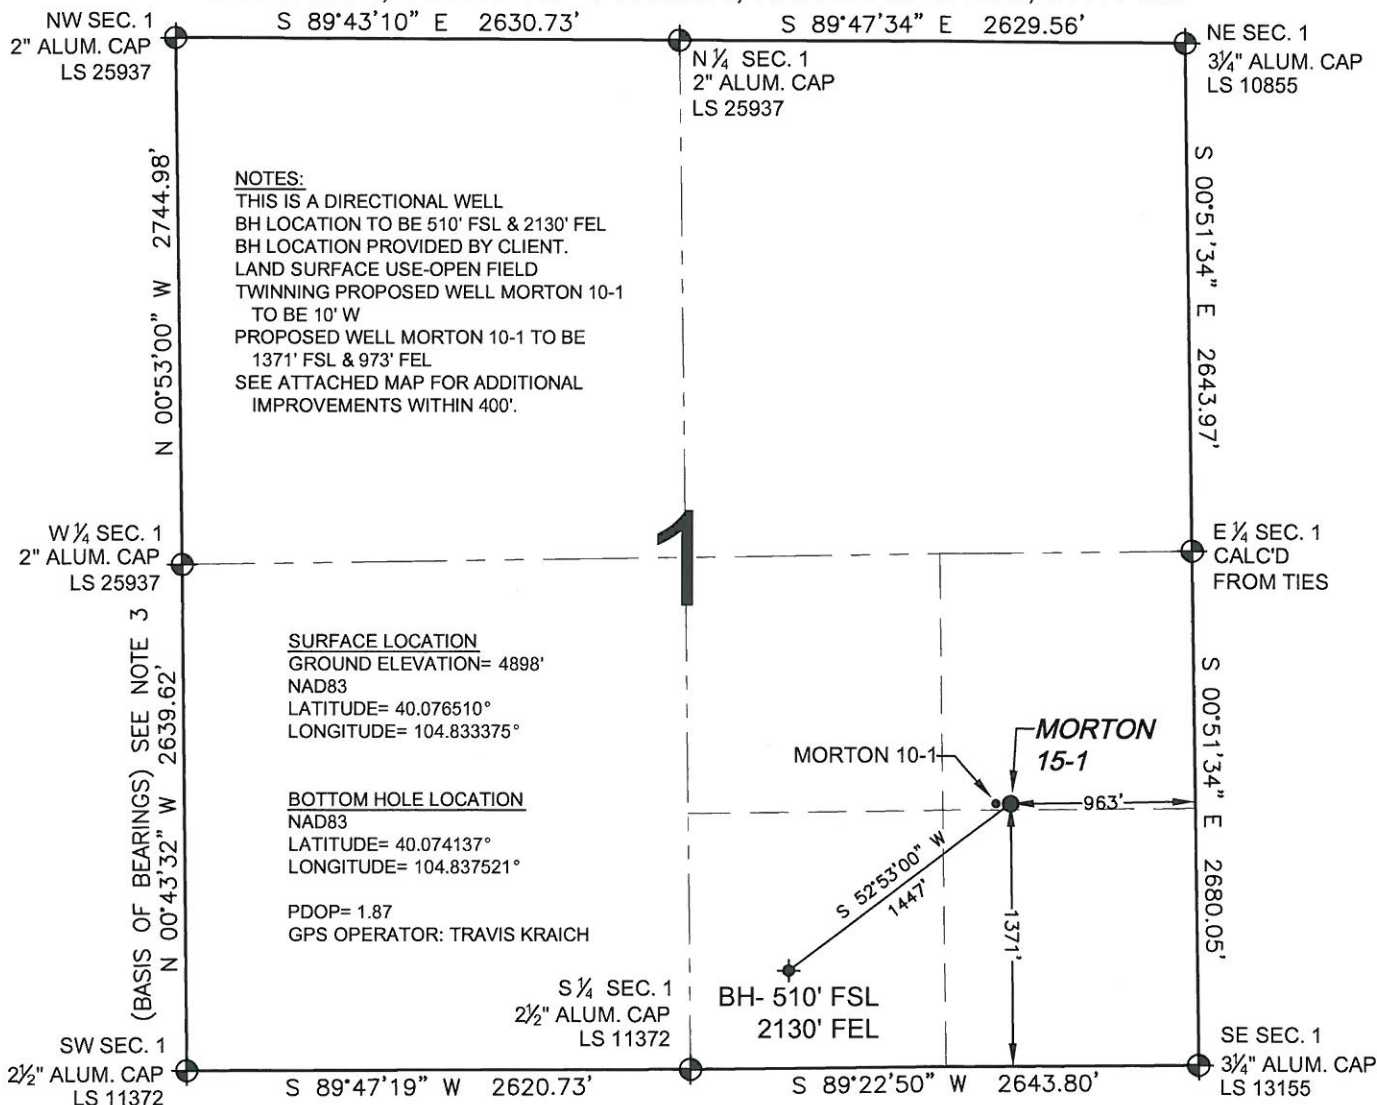 S 89°43'10" E 2630.73'
S 89°47'34" E 2629.56'
NW SEC. 1
2" ALUM. CAP
LS 25937
N ¼ SEC. 1
2" ALUM. CAP
LS 25937
NE SEC. 1
3¼" ALUM. CAP
LS 10855
N 00°53'00" W 2744.98'
S 00°51'34" E 2643.97'
NOTES:
THIS IS A DIRECTIONAL WELL
BH LOCATION TO BE 510' FSL & 2130' FEL
BH LOCATION PROVIDED BY CLIENT.
LAND SURFACE USE-OPEN FIELD
TWINNING PROPOSED WELL MORTON 10-1
TO BE 10' W
PROPOSED WELL MORTON 10-1 TO BE
1371' FSL & 973' FEL
SEE ATTACHED MAP FOR ADDITIONAL
IMPROVEMENTS WITHIN 400'.
1
W ¼ SEC. 1
2" ALUM. CAP
LS 25937
E ¼ SEC. 1
CALC'D
FROM TIES
(BASIS OF BEARINGS) SEE NOTE 3
N 00°43'32" W 2639.62'
SURFACE LOCATION
GROUND ELEVATION= 4898'
NAD83
LATITUDE= 40.076510°
LONGITUDE= 104.833375°
BOTTOM HOLE LOCATION
NAD83
LATITUDE= 40.074137°
LONGITUDE= 104.837521°
PDOP= 1.87
GPS OPERATOR: TRAVIS KRAICH
MORTON 10-1
MORTON
15-1
963'
S 52°53'00" W
1447'
1371'
S 00°51'34" E 2680.05'
BH- 510' FSL
2130' FEL
S ¼ SEC. 1
2½" ALUM. CAP
LS 11372
SW SEC. 1
2½" ALUM. CAP
LS 11372
S 89°47'19" W 2620.73'
S 89°22'50" W 2643.80'
SE SEC. 1
3¼" ALUM. CAP
LS 13155